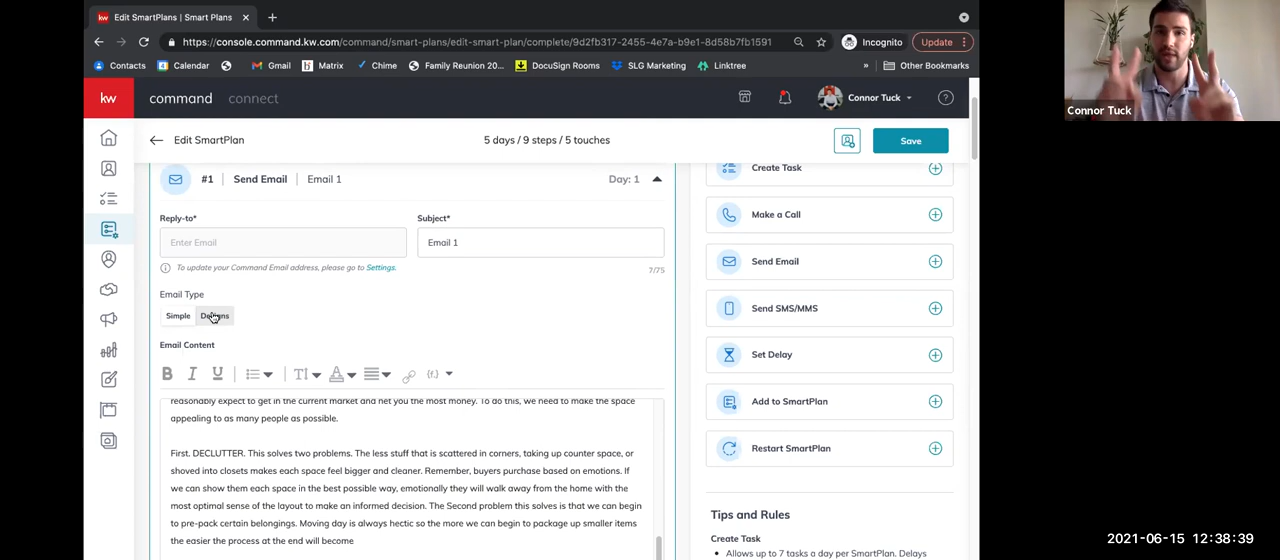 Edit SmartPlans | Smart Plans
https://console.command.kw.com/command/smart-plans/edit-smart-plan/complete/9d2fb317-2455-4e7a-b9e1-8d58b7fb1591
Incognito
Update
Contacts
Calendar
Gmail
Matrix
Chime
Family Reunion 20...
DocuSign Rooms
SLG Marketing
Linktree
»
Other Bookmarks
kw
command
connect
Connor Tuck
Connor Tuck
Edit SmartPlan
5 days / 9 steps / 5 touches
Save
#1
Send Email
Email 1
Day: 1
Reply-to*
Subject*
Enter Email
Email 1
To update your Command Email address, please go to Settings.
7/75
Email Type
Simple
Email Content
B I U
reasonably expect to get in the current market and net you the most money. To do this, we need to make the space
appealing to as many people as possible.
First. DECLUTTER. This solves two problems. The less stuff that is scattered in corners, taking up counter space, or
shoved into closets makes each space feel bigger and cleaner. Remember, buyers purchase based on emotions. If
we can show them each space in the best possible way, emotionally they will walk away from the home with the
most optimal sense of the layout to make an informed decision. The Second problem this solves is that we can begin
to pre-pack certain belongings. Moving day is always hectic so the more we can begin to package up smaller items
the easier the process at the end will become
Create Task
Make a Call
Send Email
Send SMS/MMS
Set Delay
Add to SmartPlan
Restart SmartPlan
Tips and Rules
Create Task
• Allows up to 7 tasks a day per SmartPlan. Delays
2021-06-15 12:38:39